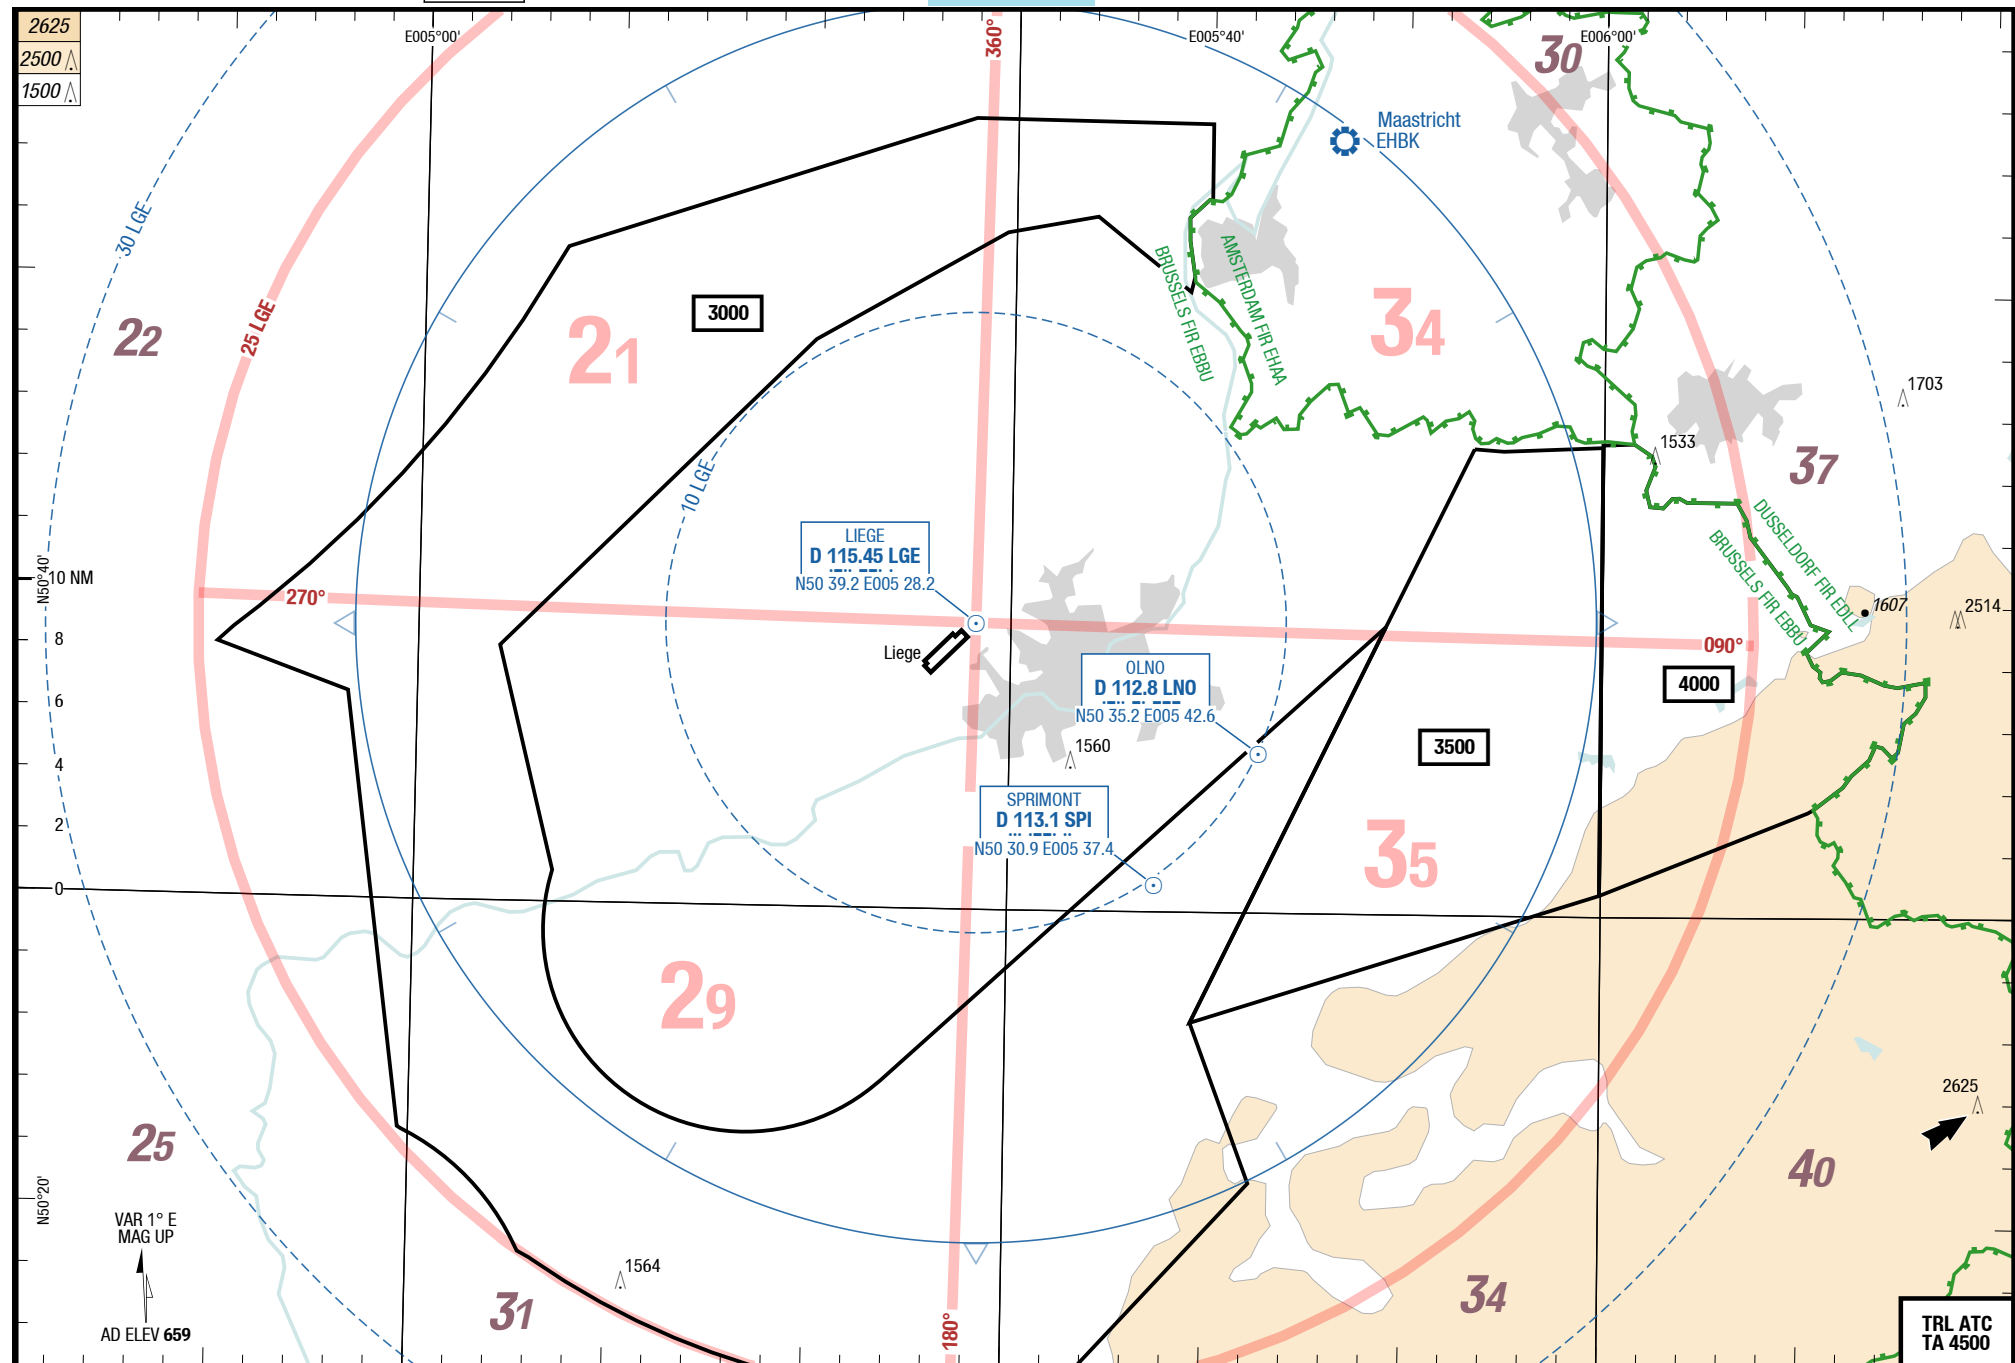 2625
2500
1500
E005°00'
360°
E005°40'
E006°00'
30
Maastricht
EHBK
30 LGE
25 LGE
22
21
3000
BRUSSELS FIR EBBU
AMSTERDAM FIR EHAA
34
1703
1533
37
10 LGE
LIEGE
D 115.45 LGE
N50 39.2 E005 28.2
DUSSELDORF FIR EDLL
BRUSSELS FIR EBBU
N50°40'
10 NM
270°
1607
2514
8
Liege
090°
OLNO
D 112.8 LNO
N50 35.2 E005 42.6
4000
6
3500
1560
4
SPRIMONT
D 113.1 SPI
N50 30.9 E005 37.4
2
35
0
29
2625
25
40
N50°20'
VAR 1° E
MAG UP
1564
31
34
AD ELEV 659
180°
TRL ATC
TA 4500